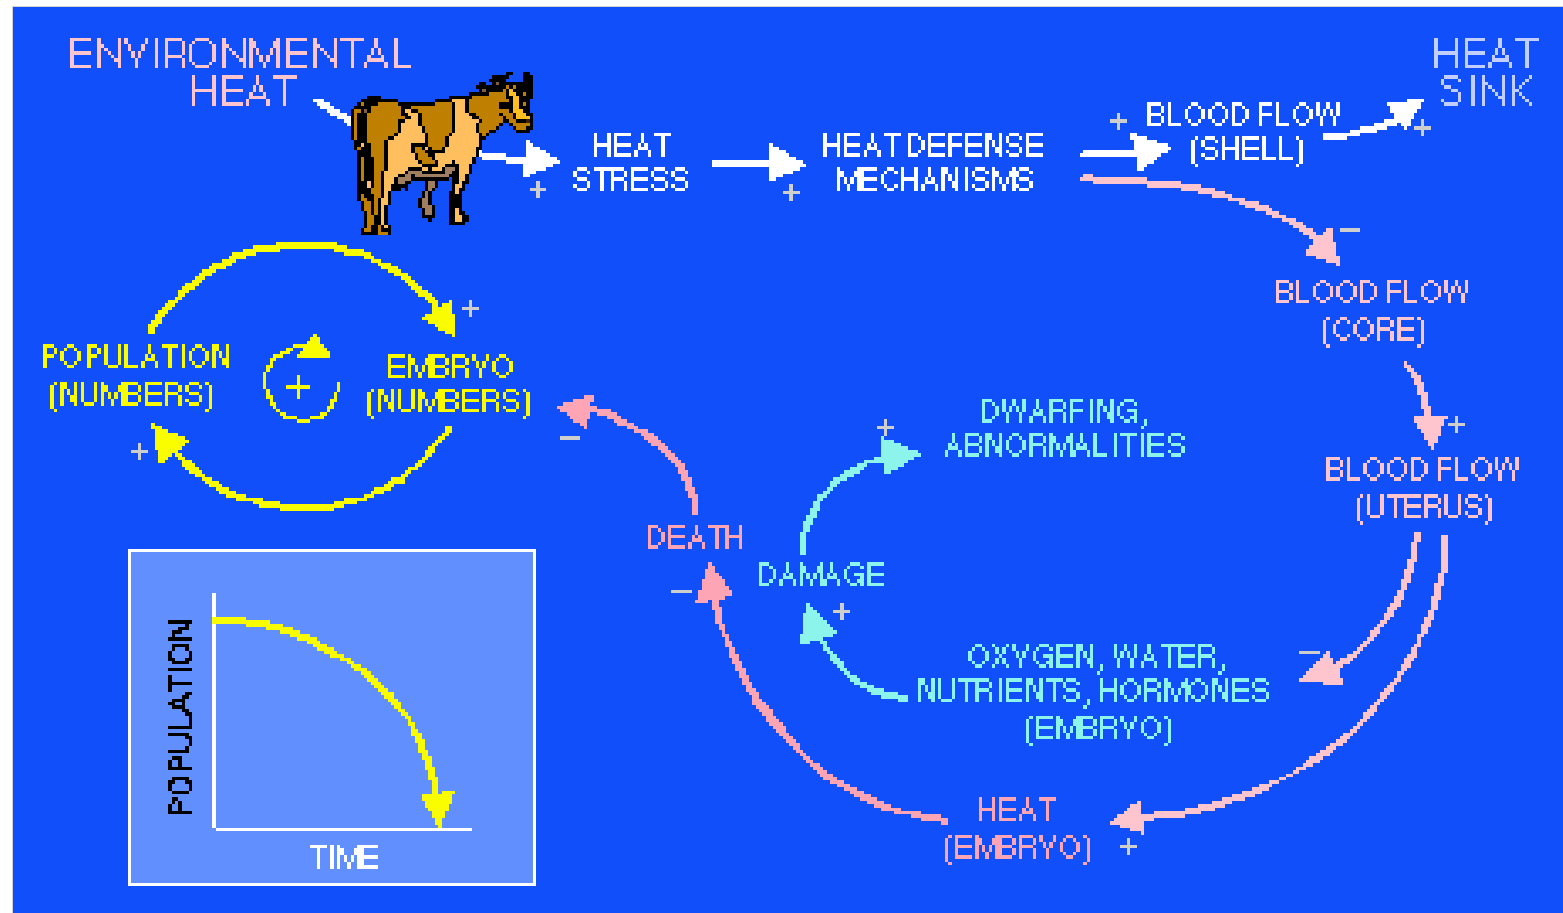 ENVIRONMENTAL
HEAT
HEAT
STRESS
+
HEAT DEFENSE
MECHANISMS
+
+
BLOOD FLOW
(SHELL)
+
HEAT
SINK
−
BLOOD FLOW
(CORE)
+
BLOOD FLOW
(UTERUS)
−
OXYGEN, WATER,
NUTRIENTS, HORMONES
(EMBRYO)
+
DAMAGE
+
DWARFING,
ABNORMALITIES
HEAT
(EMBRYO)
+
−
DEATH
−
EMBRYO
(NUMBERS)
+
+
POPULATION
(NUMBERS)
+
POPULATION
TIME